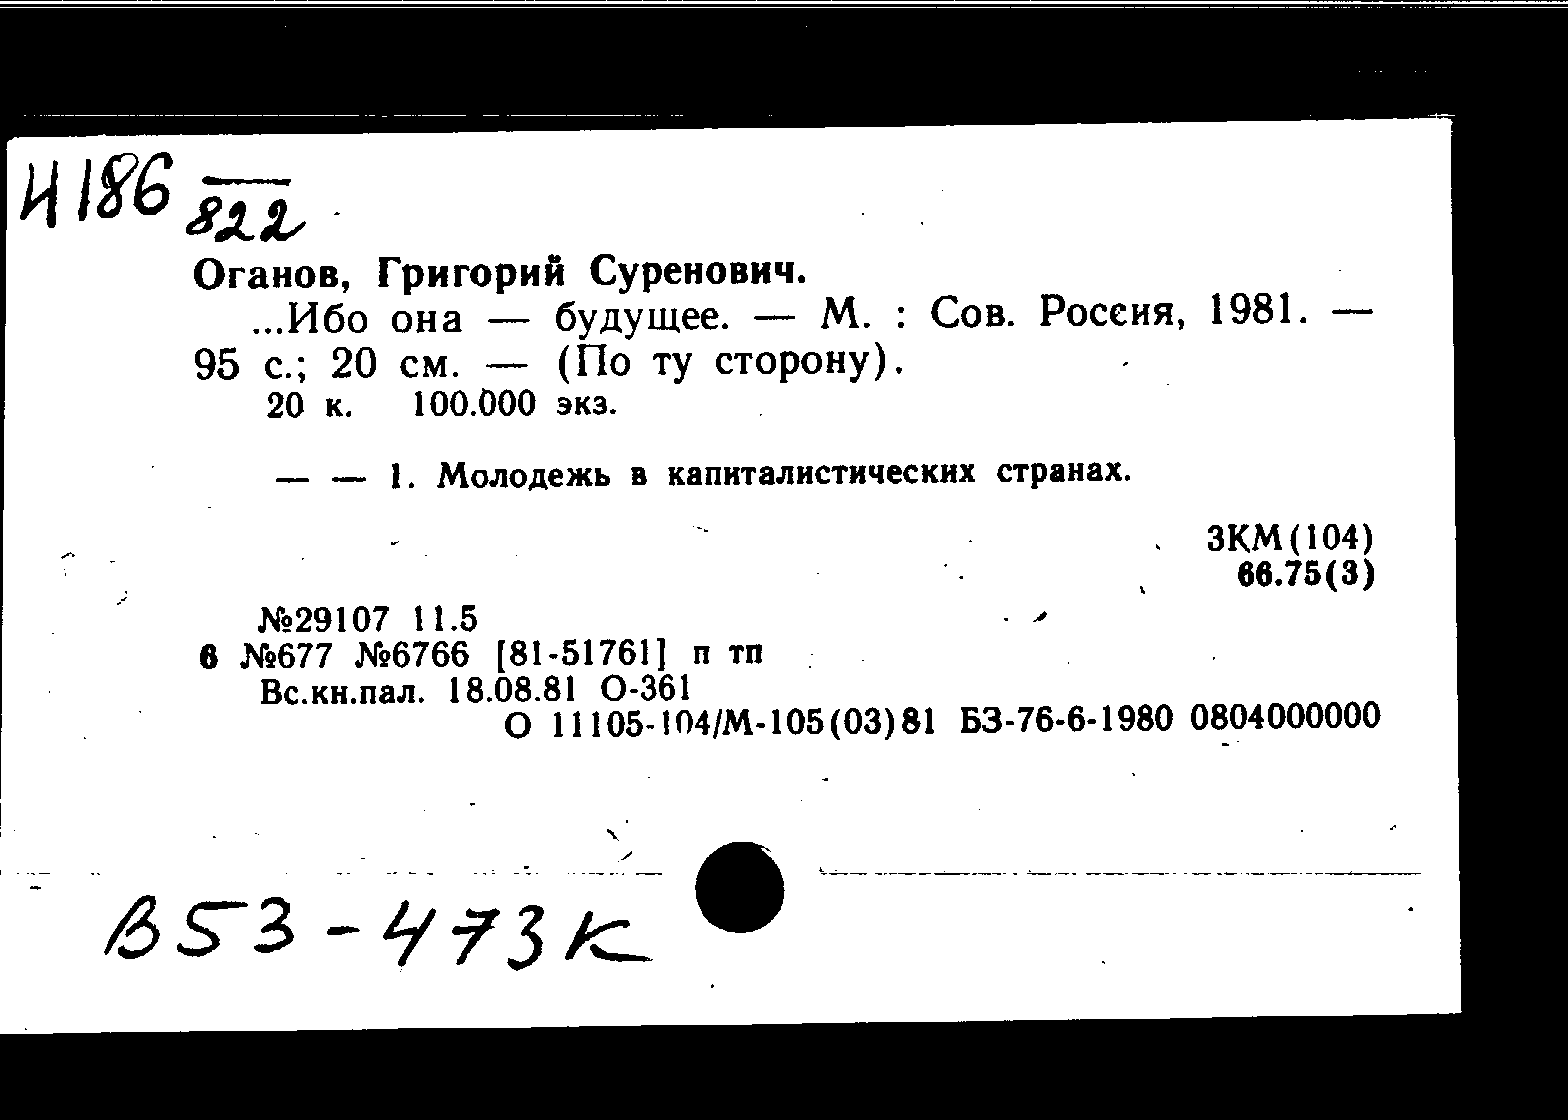 И186 822
Оганов, Григорий Суренович.
...Ибо она — будущее. — М. : Сов. Россия, 1981. —
95 с.; 20 см. — (По ту сторону).
20 к. 100.000 экз.
— — 1. Молодежь в капиталистических странах.
3КМ(104)
66.75(3)
№29107 11.5
6 №677 №6766 [81-51761] п тп
Вс.кн.пал. 18.08.81 О-361
О 11105-104/М-105(03)81 БЗ-76-6-1980 0804000000
В53-473К